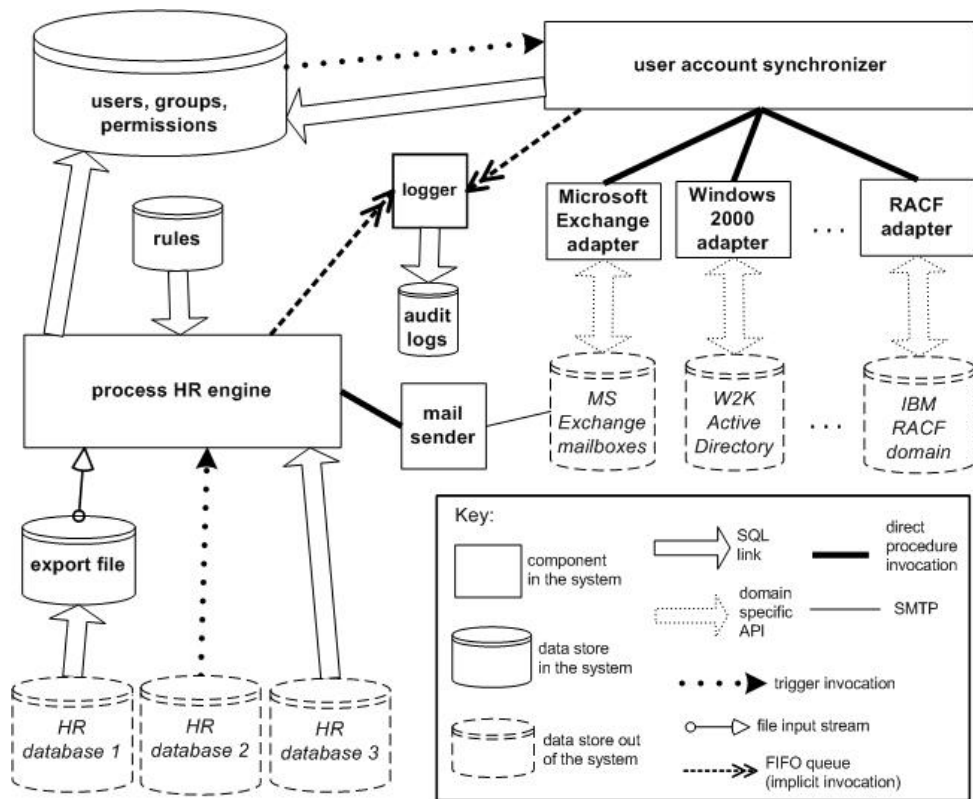 users, groups,
permissions
user account synchronizer
logger
Microsoft
Exchange
adapter
Windows
2000
adapter
. . .
RACF
adapter
rules
audit
logs
process HR engine
mail
sender
MS
Exchange
mailboxes
W2K
Active
Directory
. . .
IBM
RACF
domain
export file
HR
database 1
HR
database 2
HR
database 3
Key:
component
in the system
SQL
link
direct
procedure
invocation
data store
in the system
domain
specific
API
SMTP
trigger invocation
file input stream
data store out
of the system
FIFO queue
(implicit invocation)